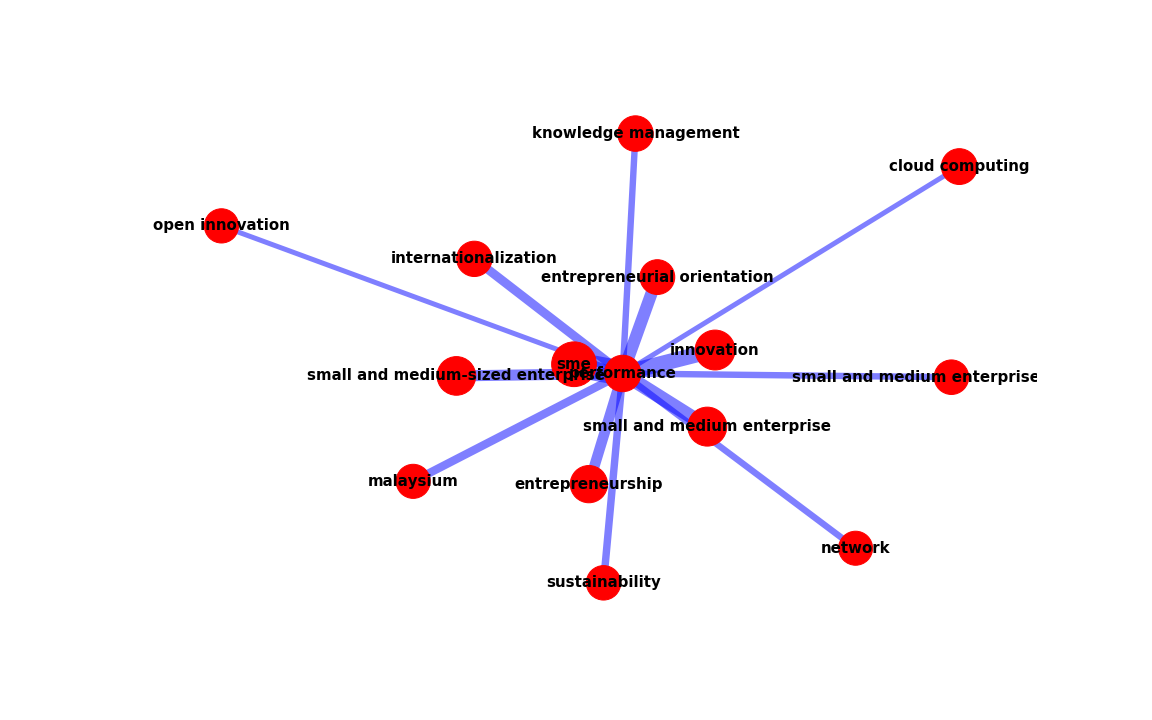 knowledge management
cloud computing
open innovation
internationalization
entrepreneurial orientation
innovation
sme
performance
small and medium-sized enterprise
small and medium enterprise
small and medium enterprise
malaysium
entrepreneurship
network
sustainability